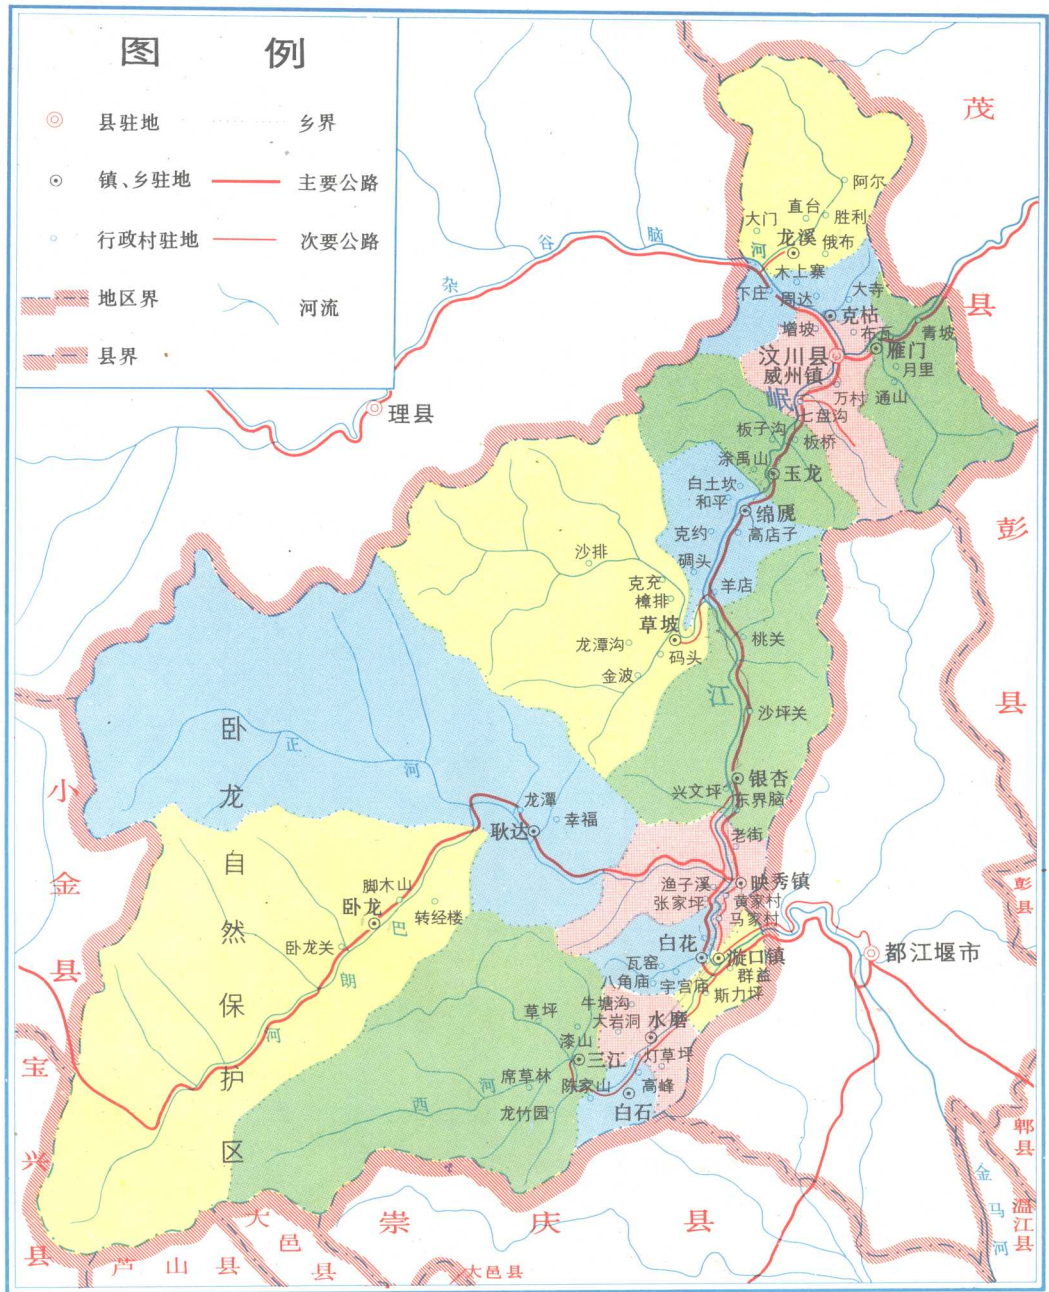 图例
县驻地
乡界
镇、乡驻地
主要公路
行政村驻地
次要公路
地区界
河流
县界
茂
县
阿尔
直台
大门
胜利
龙溪
俄布
河
木上寨
下庄
周达
大寺
克枯
增坡
布瓦
青坡
雁门
汶川县
威州镇
月里
万村
通山
岷
七盘沟
杂
谷
脑
理县
板子沟
板桥
涂禹山
玉龙
白土坎
和平
绵虒
克约
高店子
碉头
羊店
沙排
克充
樟排
草坡
龙潭沟
码头
金波
桃关
江
沙坪关
彭
县
银杏
兴文坪
东界脑
老街
卧
龙
自
然
保
护
区
正
河
龙潭
幸福
耿达
渔子溪
映秀镇
张家坪
黄家村
马家村
小
金
县
脚木山
卧龙
转经楼
巴
卧龙关
朗
河
白花
漩口镇
瓦窑
群益
八角庙
宇宫庙
斯力坪
都江堰市
彭县
牛塘沟
草坪
大岩洞
水磨
漆山
三江
灯草坪
席草林
陈家山
高峰
西
河
龙竹园
白石
宝
兴
县
芦山县
大
邑
县
大邑县
崇庆县
郫县
温江县
金
马
河